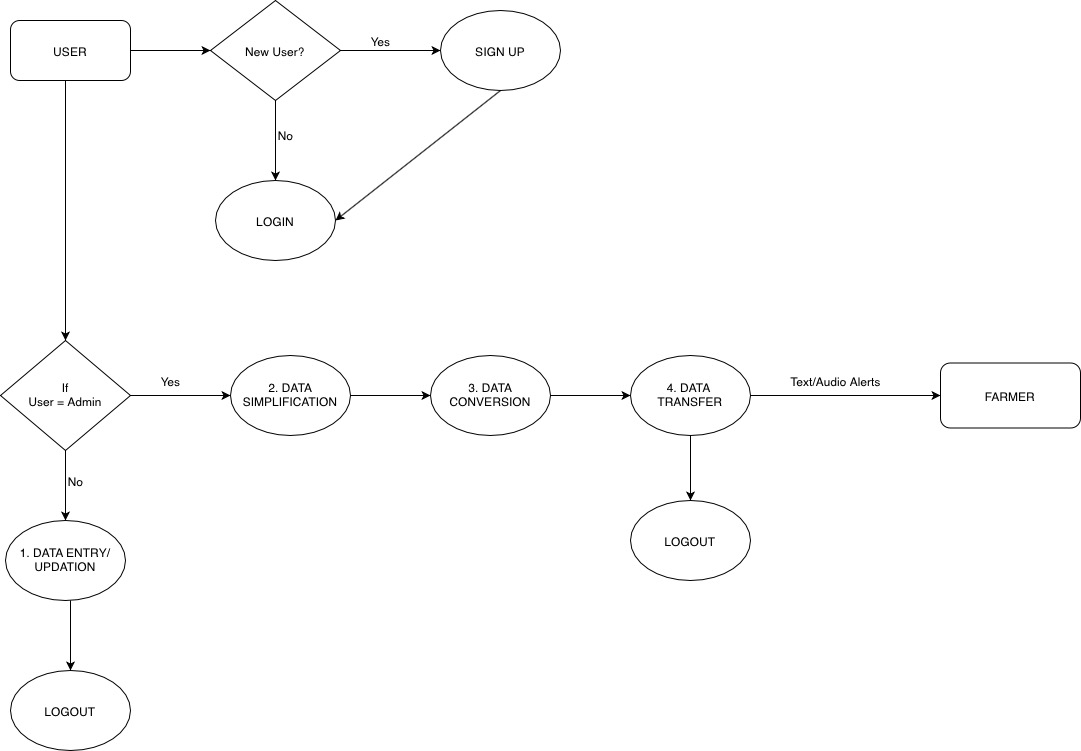 USER
New User?
Yes
SIGN UP
No
LOGIN
If
User = Admin
Yes
2. DATA
SIMPLIFICATION
3. DATA
CONVERSION
4. DATA
TRANSFER
Text/Audio Alerts
FARMER
No
1. DATA ENTRY/
UPDATION
LOGOUT
LOGOUT